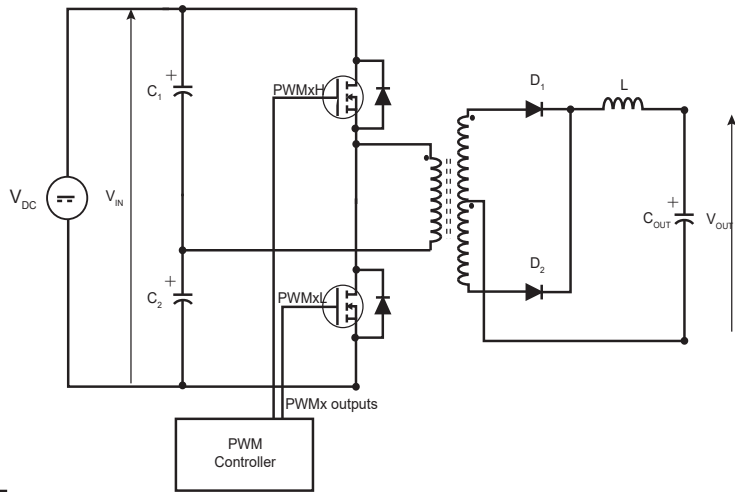 PWMxH
D1
L
C1
VDC
VIN
COUT
VOUT
D2
C2
PWMxL
PWMx outputs
PWM
Controller